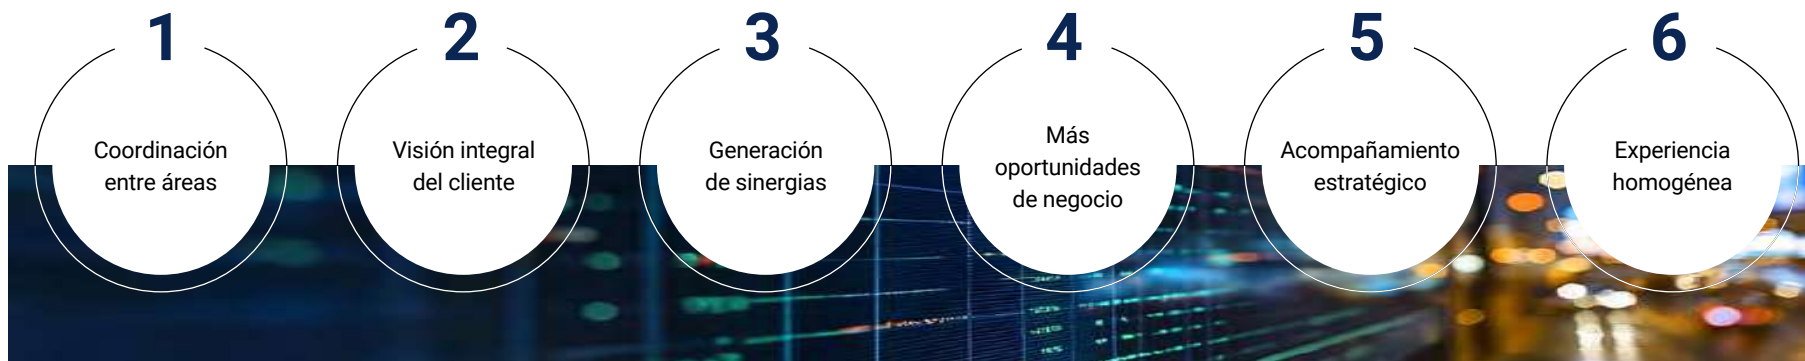 1
Coordinación
entre áreas
2
Visión integral
del cliente
3
Generación
de sinergias
4
Más
oportunidades
de negocio
5
Acompañamiento
estratégico
6
Experiencia
homogénea